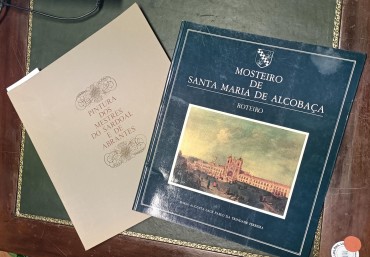 PINTURA
DOS
MESTRES
DO SARDOAL
E DE
ABRANTES
MOSTEIRO
DE
SANTA MARIA DE ALCOBAÇA
ROTEIRO